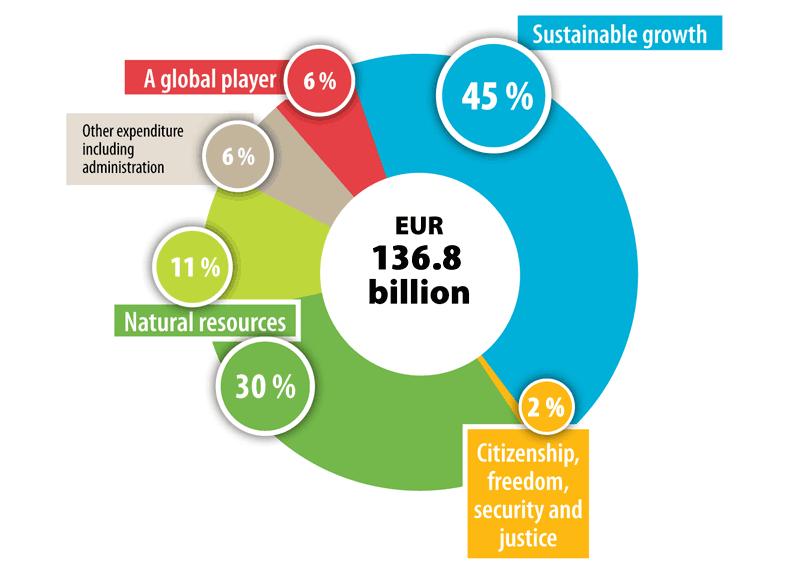 Sustainable growth
45 %
A global player
6 %
Other expenditure
including
administration
6 %
11 %
Natural resources
30 %
EUR
136.8
billion
2 %
Citizenship,
freedom,
security and
justice